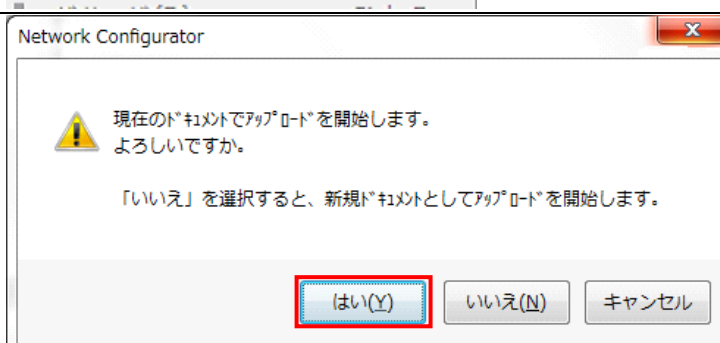 Network Configurator
現在のﾄﾞｷｭﾒﾝﾄでｱｯﾌﾟﾛｰﾄﾞを開始します。
よろしいですか。
「いいえ」を選択すると、新規ﾄﾞｷｭﾒﾝﾄとしてｱｯﾌﾟﾛｰﾄﾞを開始します。
はい(Y) いいえ(N) キャンセル